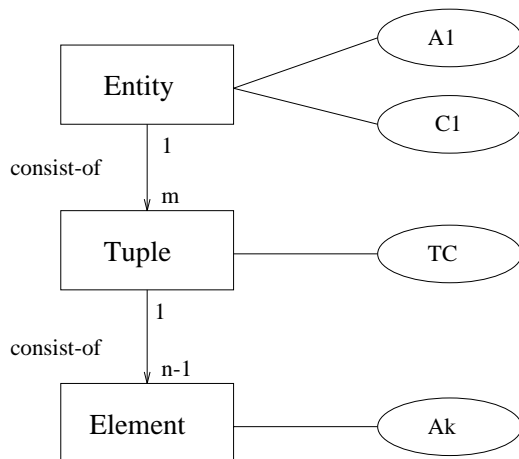 A1
Entity
C1
1
consist-of
m
Tuple
TC
1
consist-of
n-1
Element
Ak